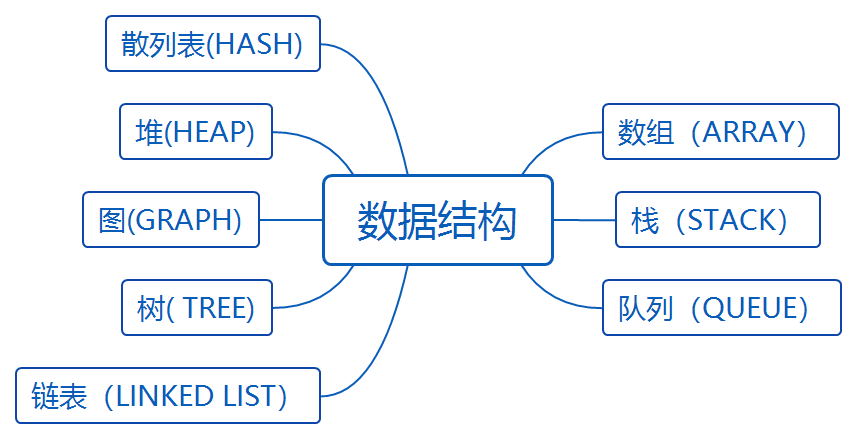 散列表(HASH)
堆(HEAP)
图(GRAPH)
树( TREE)
链表（LINKED LIST）
数据结构
数组（ARRAY）
栈（STACK）
队列（QUEUE）